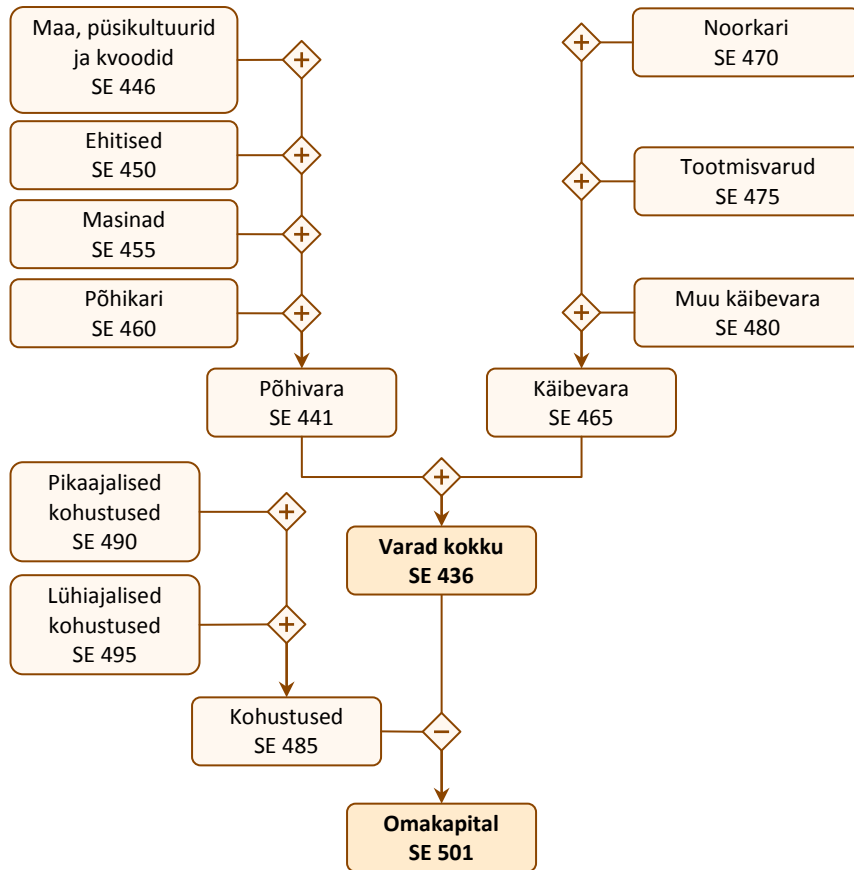 Maa, püsikultuurid
ja kvoodid
SE 446
Ehitised
SE 450
Masinad
SE 455
Põhikari
SE 460
Noorkari
SE 470
Tootmisvarud
SE 475
Muu käibevara
SE 480
Põhivara
SE 441
Käibevara
SE 465
Pikaajalised
kohustused
SE 490
Lühiajalised
kohustused
SE 495
Varad kokku
SE 436
Kohustused
SE 485
Omakapital
SE 501